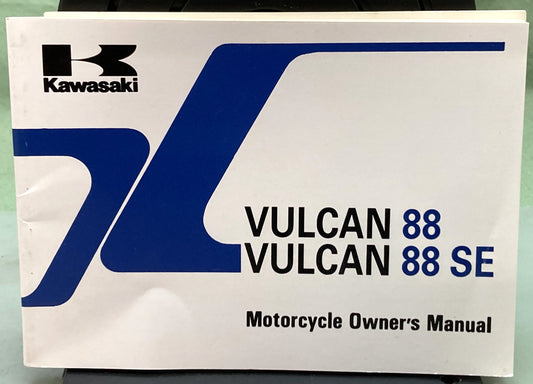 Kawasaki
VULCAN 88
VULCAN 88 SE
Motorcycle Owner's Manual